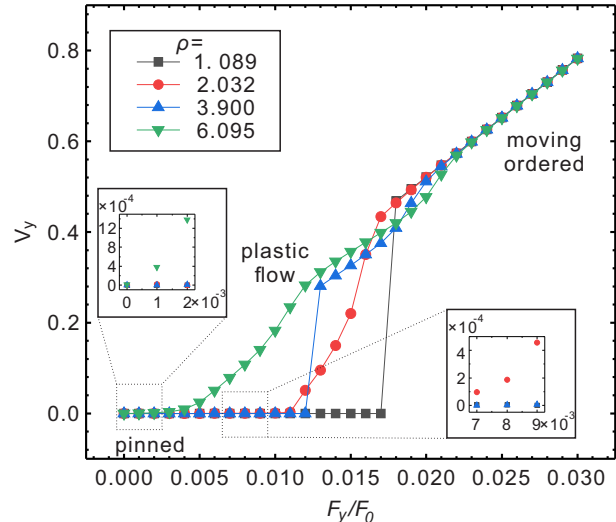 ρ=
1. 089
2.032
3.900
6.095
0.8
0.6
0.4
0.2
0.0
V_y
moving
ordered
plastic
flow
×10⁻⁴
12
8
4
0
0 1 2×10⁻³
×10⁻⁴
4
2
0
7 8 9
×10⁻³
pinned
0.000 0.005 0.010 0.015 0.020 0.025 0.030
F_y/F_0